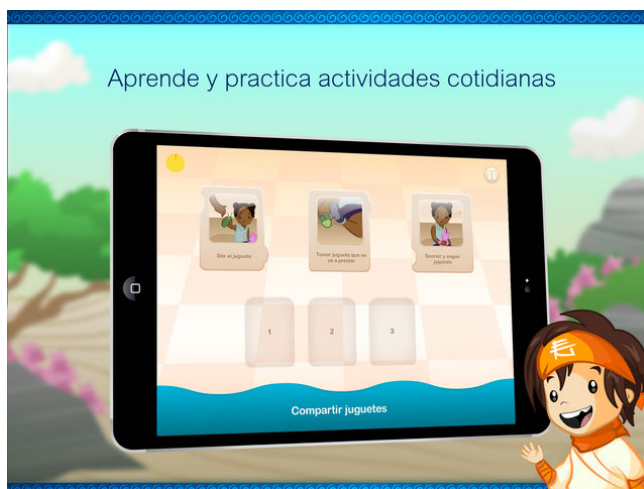 Aprende y practica actividades cotidianas
Dar el juguete
Tomar juguete que se
va a prestar
Sonreir y seguir
jugando
1
2
3
Compartir juguetes